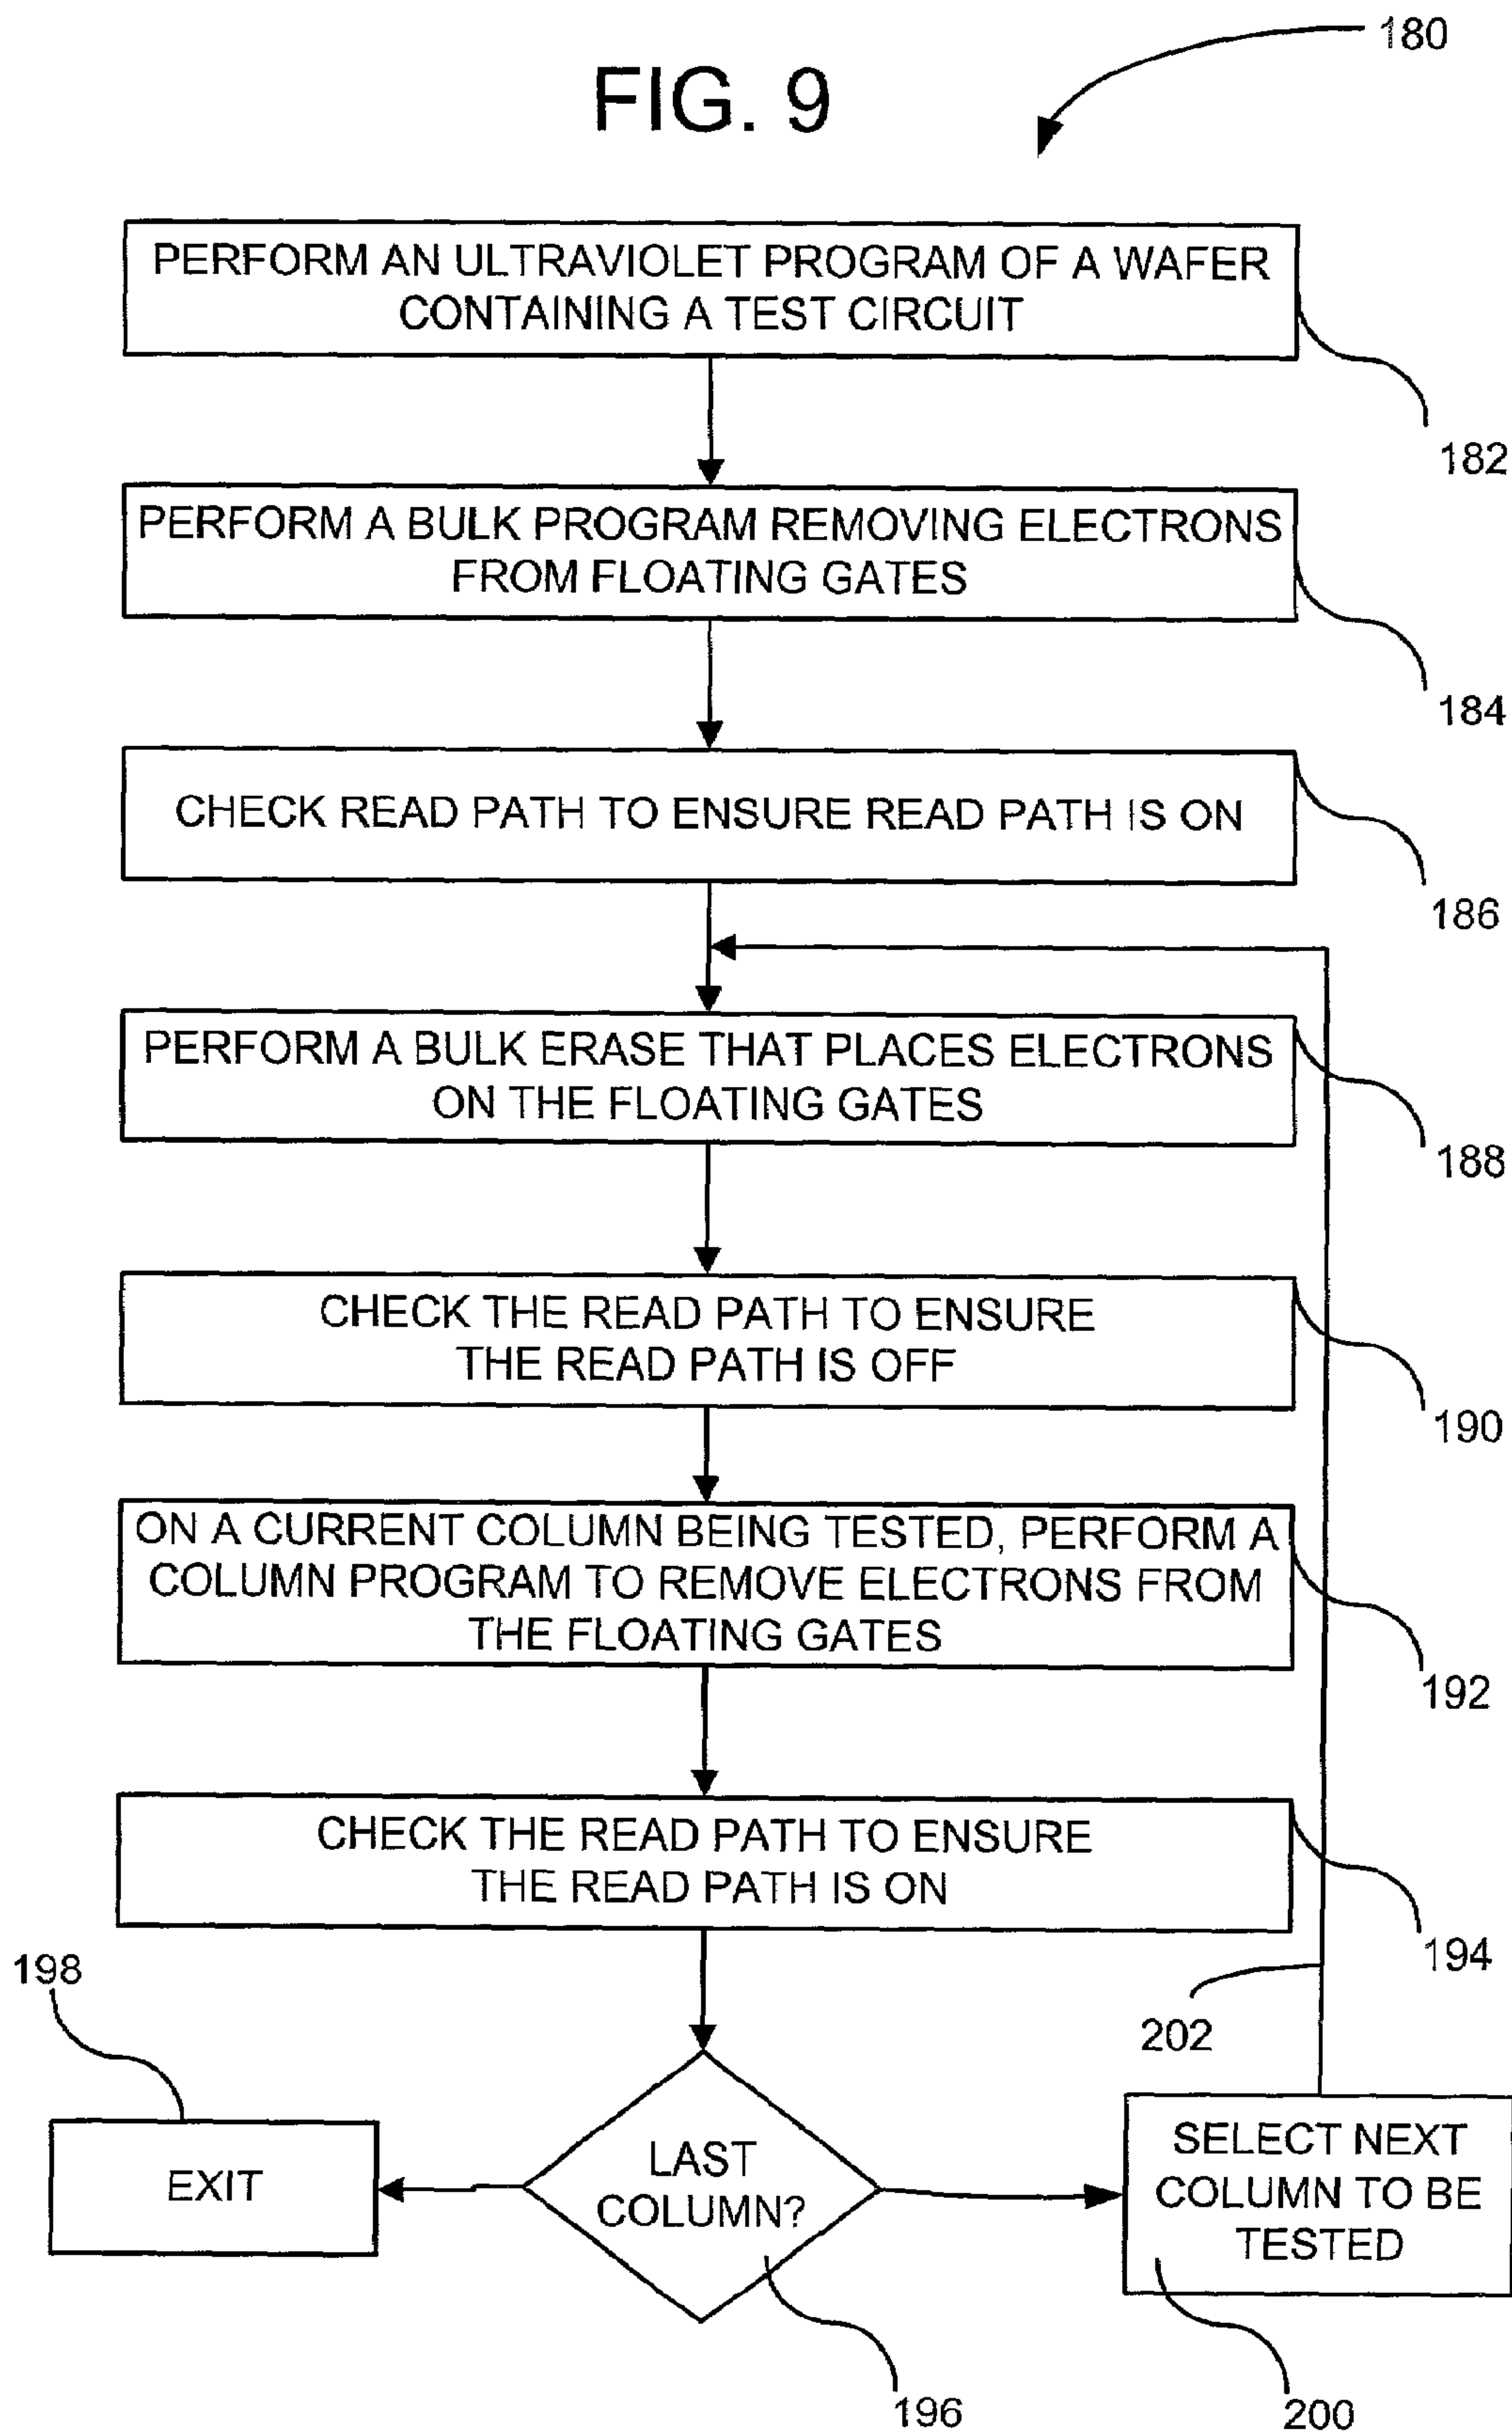 180
FIG. 9
PERFORM AN ULTRAVIOLET PROGRAM OF A WAFER
CONTAINING A TEST CIRCUIT
182
PERFORM A BULK PROGRAM REMOVING ELECTRONS
FROM FLOATING GATES
184
CHECK READ PATH TO ENSURE READ PATH IS ON
186
PERFORM A BULK ERASE THAT PLACES ELECTRONS
ON THE FLOATING GATES
188
CHECK THE READ PATH TO ENSURE
THE READ PATH IS OFF
190
ON A CURRENT COLUMN BEING TESTED, PERFORM A
COLUMN PROGRAM TO REMOVE ELECTRONS FROM
THE FLOATING GATES
192
CHECK THE READ PATH TO ENSURE
THE READ PATH IS ON
194
198
202
EXIT
LAST
COLUMN?
SELECT NEXT
COLUMN TO BE
TESTED
196
200